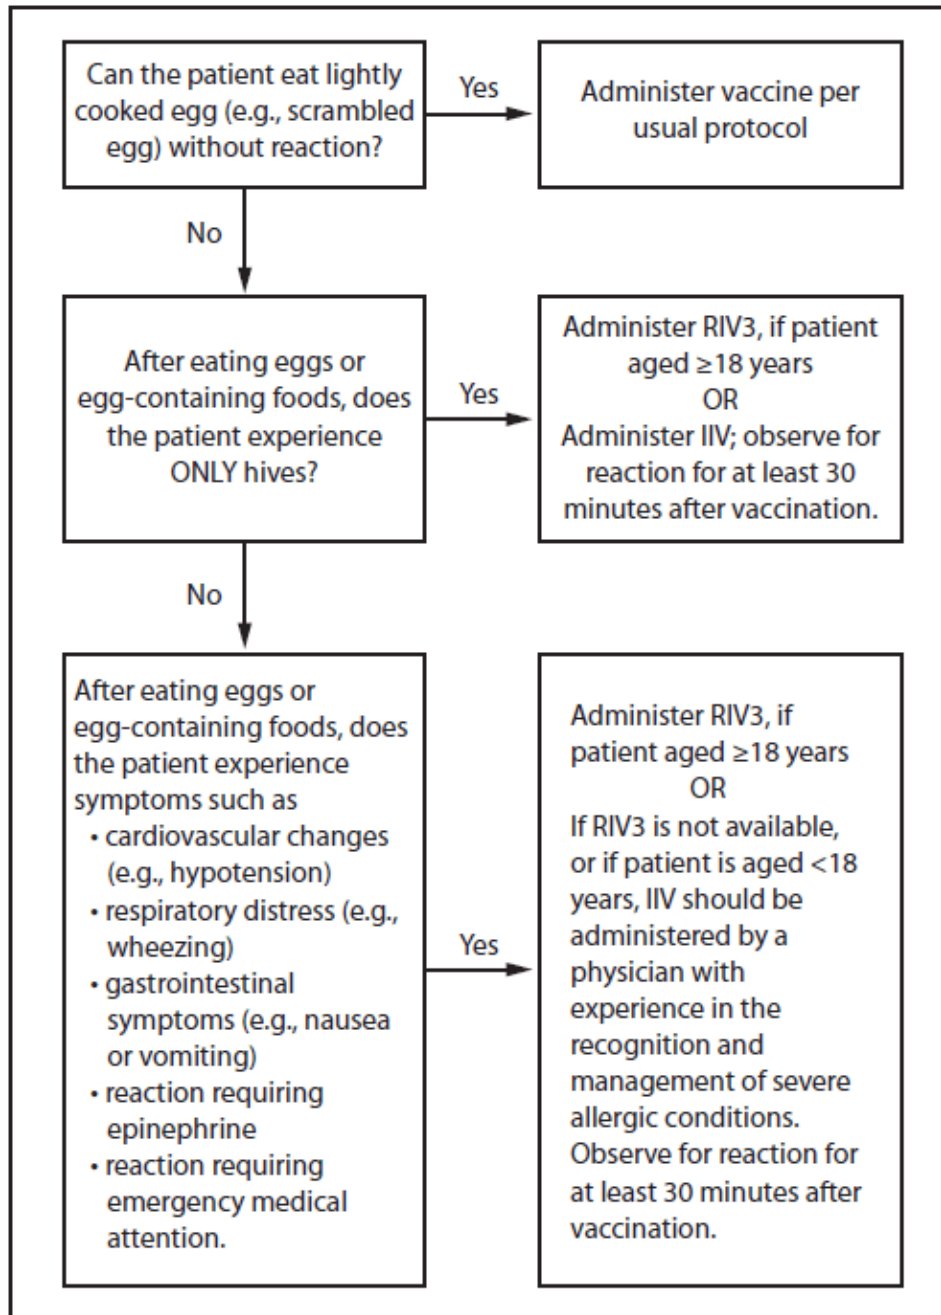 Can the patient eat lightly
cooked egg (e.g., scrambled
egg) without reaction?
Yes
Administer vaccine per
usual protocol
No
After eating eggs or
egg-containing foods, does
the patient experience
ONLY hives?
Yes
Administer RIV3, if patient
aged ≥18 years
OR
Administer IIV; observe for
reaction for at least 30
minutes after vaccination.
No
After eating eggs or
egg-containing foods, does
the patient experience
symptoms such as
• cardiovascular changes
(e.g., hypotension)
• respiratory distress (e.g.,
wheezing)
• gastrointestinal
symptoms (e.g., nausea
or vomiting)
• reaction requiring
epinephrine
• reaction requiring
emergency medical
attention.
Yes
Administer RIV3, if
patient aged ≥18 years
OR
If RIV3 is not available,
or if patient is aged <18
years, IIV should be
administered by a
physician with
experience in the
recognition and
management of severe
allergic conditions.
Observe for reaction for
at least 30 minutes after
vaccination.